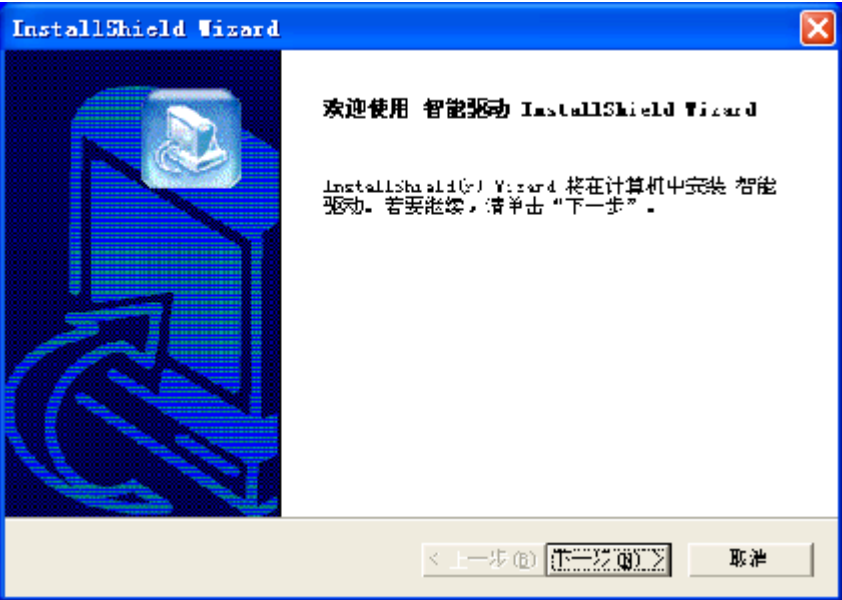 InstallShield Wizard
欢迎使用 智能驱动 InstallShield Wizard
InstallShield(r) Wizard 将在计算机中安装 智能
驱动。若要继续，请单击“下一步”。
< 上一步(B) 下一步(N) > 取消